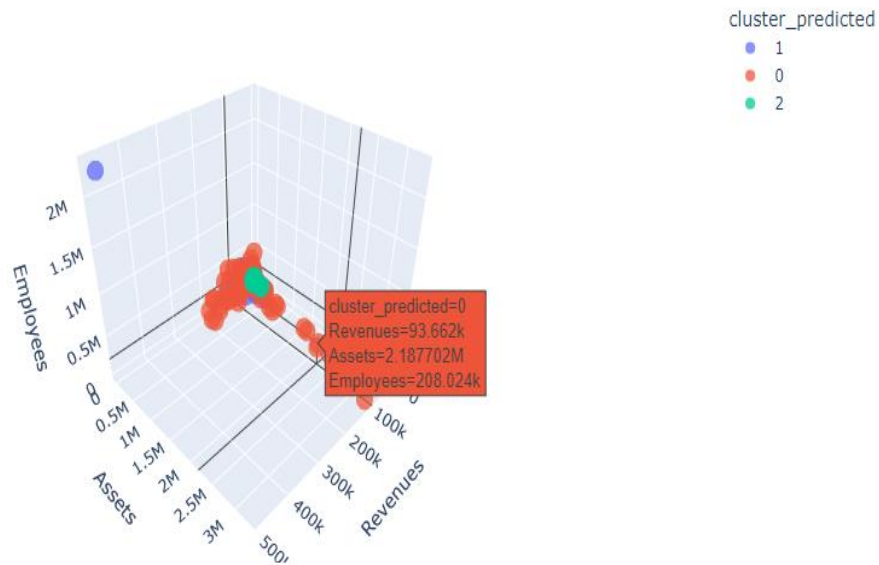 cluster_predicted
1
0
2
2M
1.5M
1M
0.5M
0
Employees
cluster_predicted=0
Revenues=93.662k
Assets=2.187702M
Employees=208.024k
0
0.5M
1M
1.5M
2M
2.5M
3M
Assets
0
100k
200k
300k
400k
Revenues